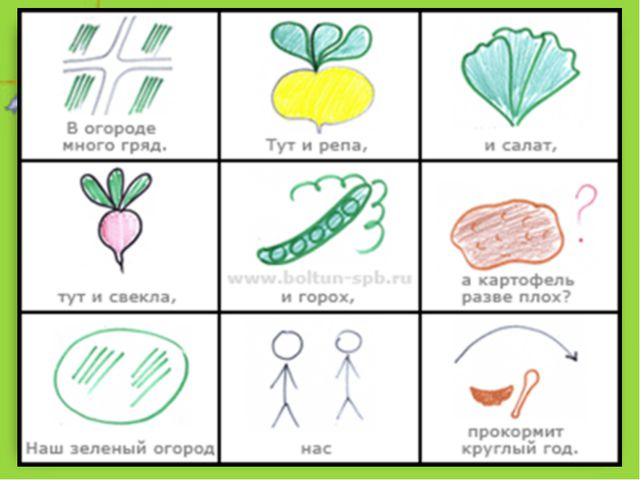 В огороде
много гряд.
Тут и репа,
и салат,
тут и свекла,
www.boltun-spb.ru
и горох,
а картофель
разве плох?
?
Наш зеленый огород
нас
прокормит
круглый год.